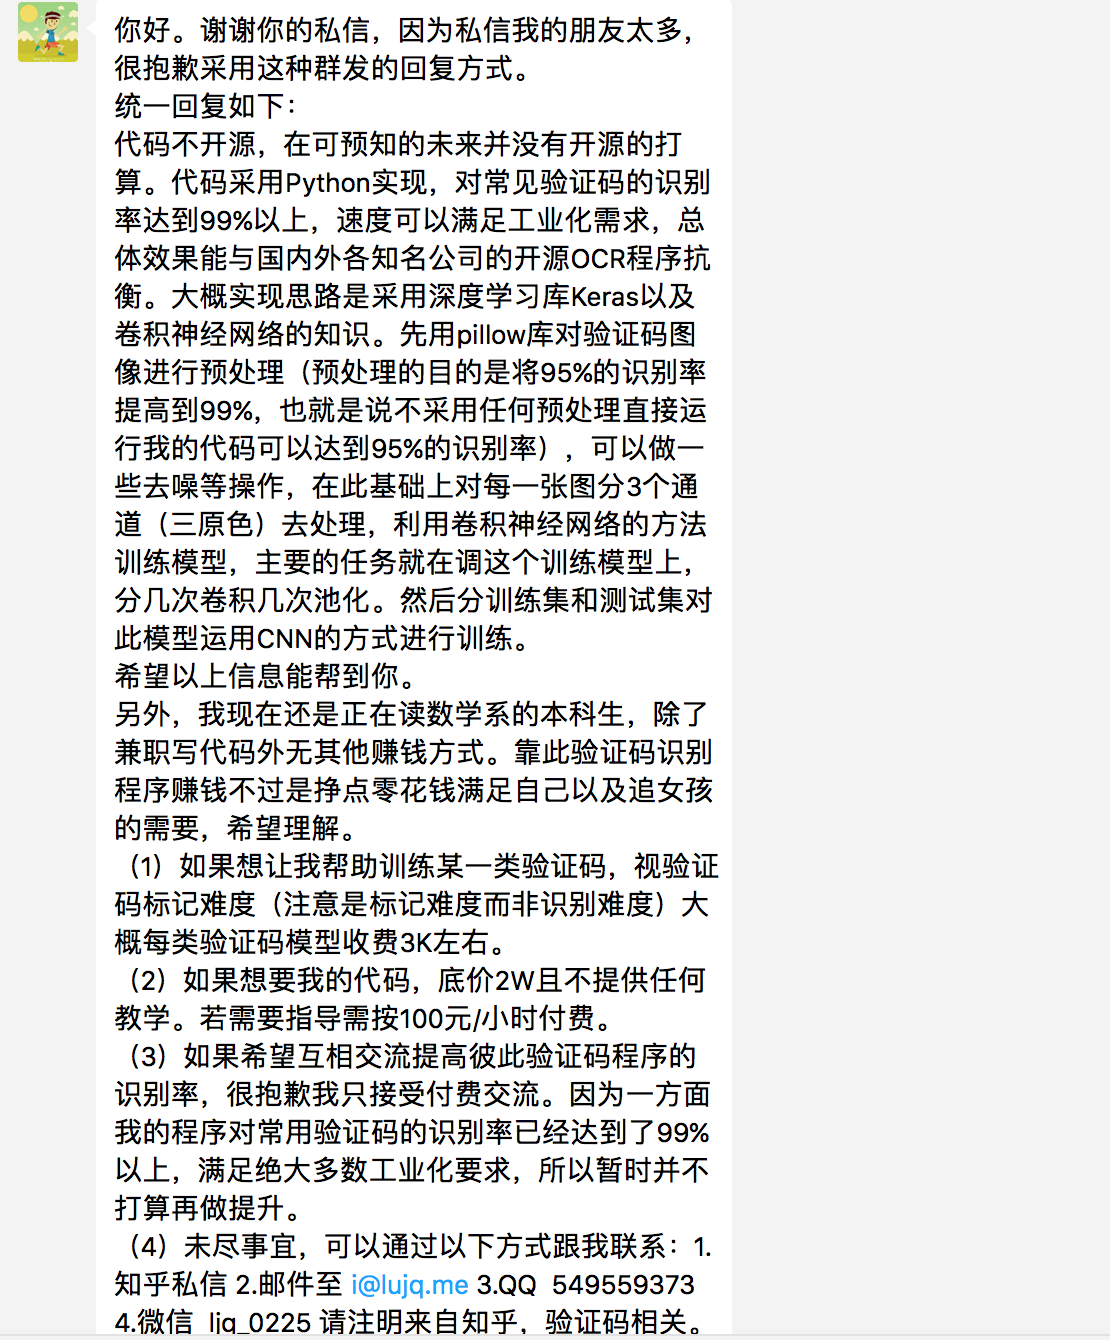 你好。谢谢你的私信，因为私信我的朋友太多，
很抱歉采用这种群发的回复方式。
统一回复如下：
代码不开源，在可预知的未来并没有开源的打
算。代码采用Python实现，对常见验证码的识别
率达到99%以上，速度可以满足工业化需求，总
体效果能与国内外各知名公司的开源OCR程序抗
衡。大概实现思路是采用深度学习库Keras以及
卷积神经网络的知识。先用pillow库对验证码图
像进行预处理（预处理的目的是将95%的识别率
提高到99%，也就是说不采用任何预处理直接运
行我的代码可以达到95%的识别率），可以做一
些去噪等操作，在此基础上对每一张图分3个通
道（三原色）去处理，利用卷积神经网络的方法
训练模型，主要的任务就在调这个训练模型上，
分几次卷积几次池化。然后分训练集和测试集对
此模型运用CNN的方式进行训练。
希望以上信息能帮到你。
另外，我现在还是正在读数学系的本科生，除了
兼职写代码外无其他赚钱方式。靠此验证码识别
程序赚钱不过是挣点零花钱满足自己以及追女孩
的需要，希望理解。
（1）如果想让我帮助训练某一类验证码，视验证
码标记难度（注意是标记难度而非识别难度）大
概每类验证码模型收费3K左右。
（2）如果想要我的代码，底价2W且不提供任何
教学。若需要指导需按100元/小时付费。
（3）如果希望互相交流提高彼此验证码程序的
识别率，很抱歉我只接受付费交流。因为一方面
我的程序对常用验证码的识别率已经达到了99%
以上，满足绝大多数工业化要求，所以暂时并不
打算再做提升。
（4）未尽事宜，可以通过以下方式跟我联系：1.
知乎私信 2.邮件至 i@lujq.me 3.QQ 549559373
4.微信 ljq_0225 请注明来自知乎，验证码相关。